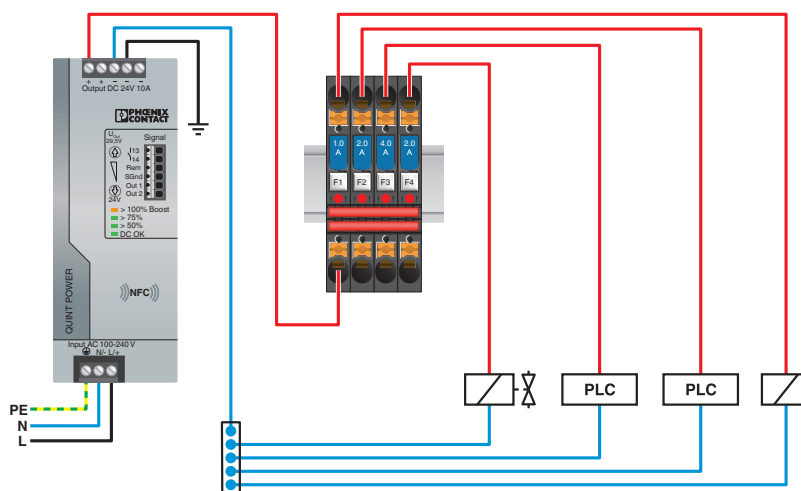 + + − − −
Output DC 24V 10A
PHŒNIX
CONTACT
UOut
29,5V
Signal
13
14
Rem
SGnd
Out 1
Out 2
24V
> 100% Boost
> 75%
> 50%
DC OK
QUINT POWER
NFC
Input AC 100-240 V
N/- L/+
PE
N
L
1.0 A
2.0 A
4.0 A
2.0 A
F1 F2 F3 F4
PLC PLC